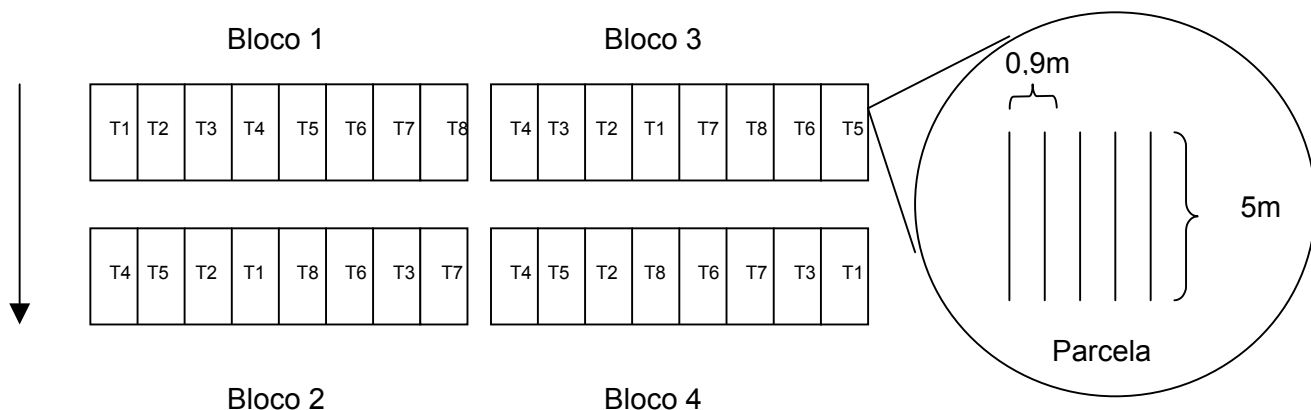 Bloco 1
Bloco 3
0,9m
T1 T2 T3 T4 T5 T6 T7 T8
T4 T3 T2 T1 T7 T8 T6 T5
5m
T4 T5 T2 T1 T8 T6 T3 T7
T4 T5 T2 T8 T6 T7 T3 T1
Parcela
Bloco 2
Bloco 4